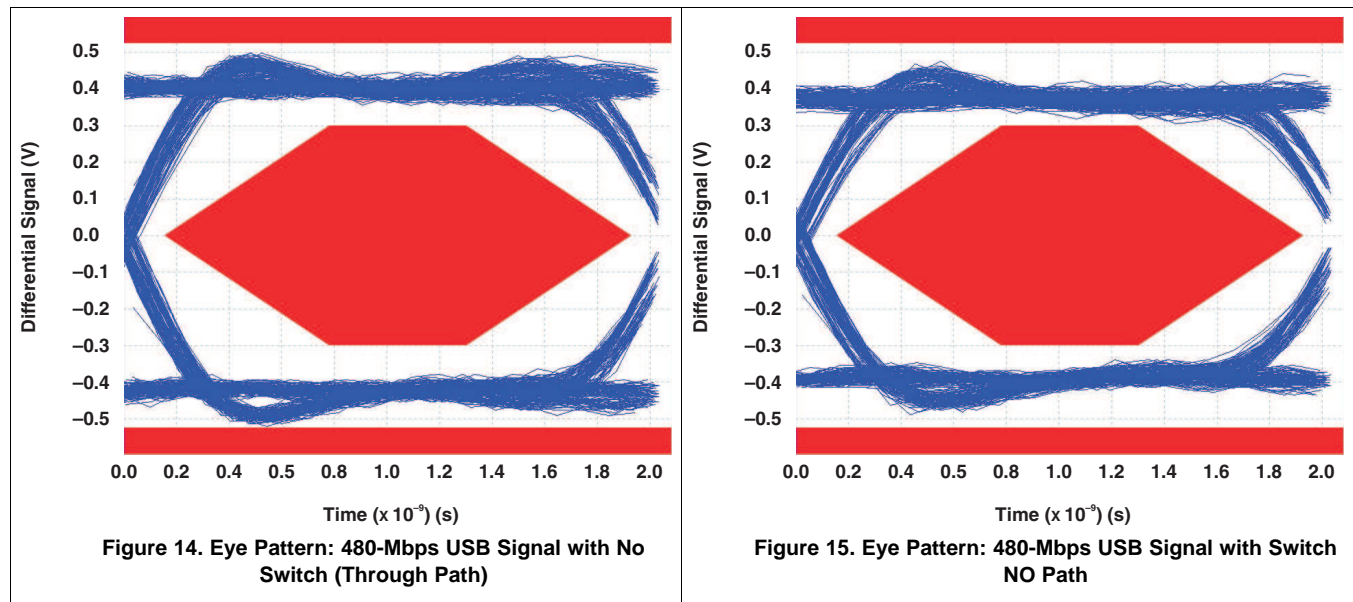 0.5
0.4
0.3
0.2
0.1
0.0
–0.1
–0.2
–0.3
–0.4
–0.5
Differential Signal (V)
0.0 0.2 0.4 0.5 0.8 1.0 1.2 1.4 1.6 1.8 2.0
Time (x 10⁻⁹) (s)
Figure 14. Eye Pattern: 480-Mbps USB Signal with No
Switch (Through Path)
0.5
0.4
0.3
0.2
0.1
0.0
–0.1
–0.2
–0.3
–0.4
–0.5
Differential Signal (V)
0.0 0.2 0.4 0.5 0.8 1.0 1.2 1.4 1.6 1.8 2.0
Time (x 10⁻⁹) (s)
Figure 15. Eye Pattern: 480-Mbps USB Signal with Switch
NO Path